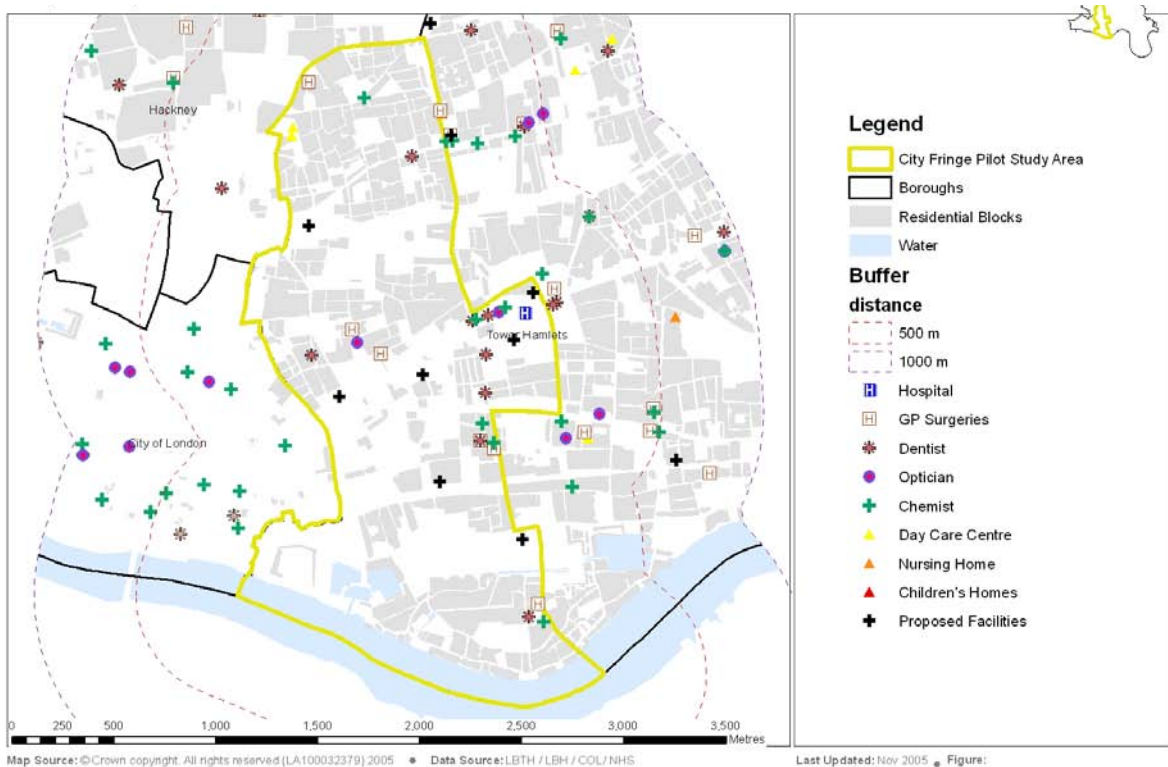 Hackney
Tower Hamlets
City of London
0 250 500 1,000 1,500 2,000 2,500 3,000 3,500
Metres
Map Source: ©Crown copyright. All rights reserved (LA100032379) 2005 • Data Source: LBTH / LBH / COL/ NHS
Legend
City Fringe Pilot Study Area
Boroughs
Residential Blocks
Water
Buffer
distance
500 m
1000 m
H Hospital
H GP Surgeries
Dentist
Optician
Chemist
Day Care Centre
Nursing Home
Children's Homes
Proposed Facilities
Last Updated: Nov 2005 • Figure: